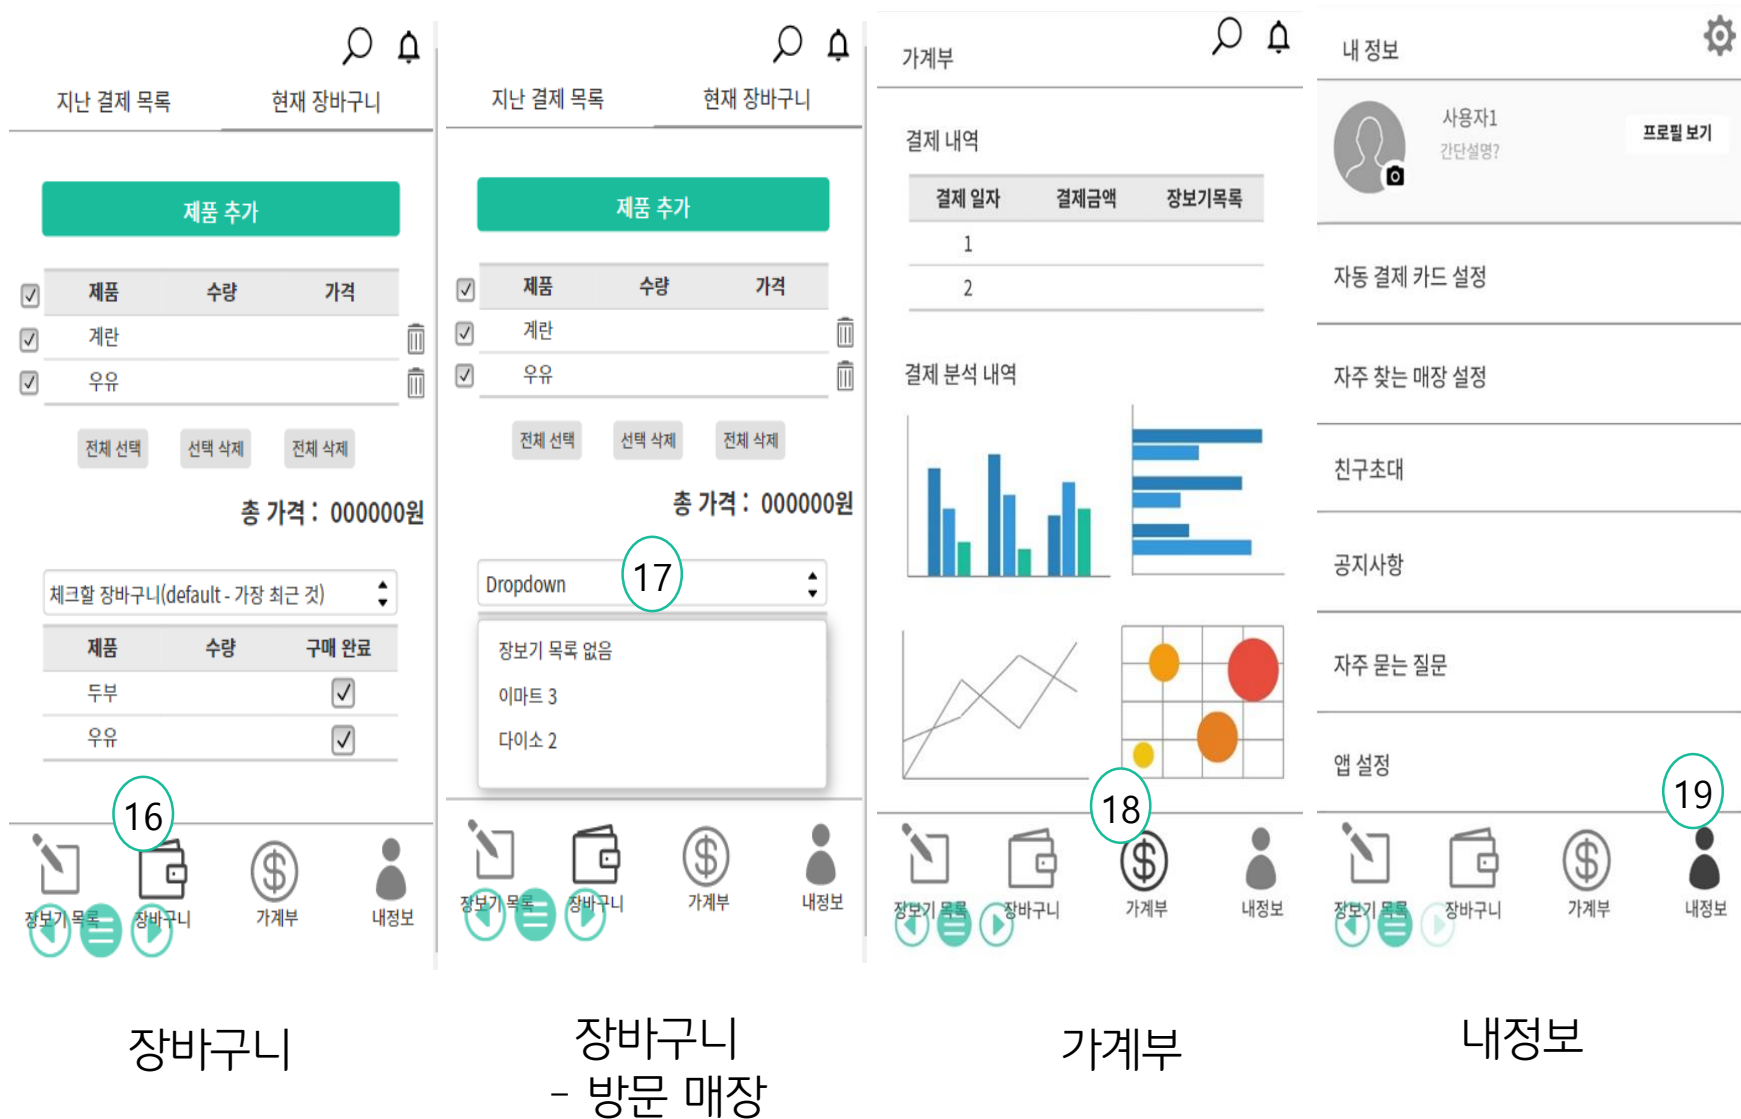 지난 결제 목록 현재 장바구니
제품 추가
제품 수량 가격
계란
우유
전체 선택 선택 삭제 전체 삭제
총 가격 : 000000원
체크할 장바구니(default - 가장 최근 것)
제품 수량 구매 완료
두부
우유
16
장보기 목록 장바구니 가계부 내정보
장바구니
지난 결제 목록 현재 장바구니
제품 추가
제품 수량 가격
계란
우유
전체 선택 선택 삭제 전체 삭제
총 가격 : 000000원
Dropdown
17
장보기 목록 없음
이마트 3
다이소 2
장보기 목록 장바구니 가계부 내정보
장바구니
- 방문 매장
가계부
결제 내역
결제 일자 결제금액 장보기목록
1
2
결제 분석 내역
18
장보기 목록 장바구니 가계부 내정보
가계부
내 정보
사용자1
간단설명?
프로필 보기
자동 결제 카드 설정
자주 찾는 매장 설정
친구초대
공지사항
자주 묻는 질문
앱 설정
19
장보기 목록 장바구니 가계부 내정보
내정보